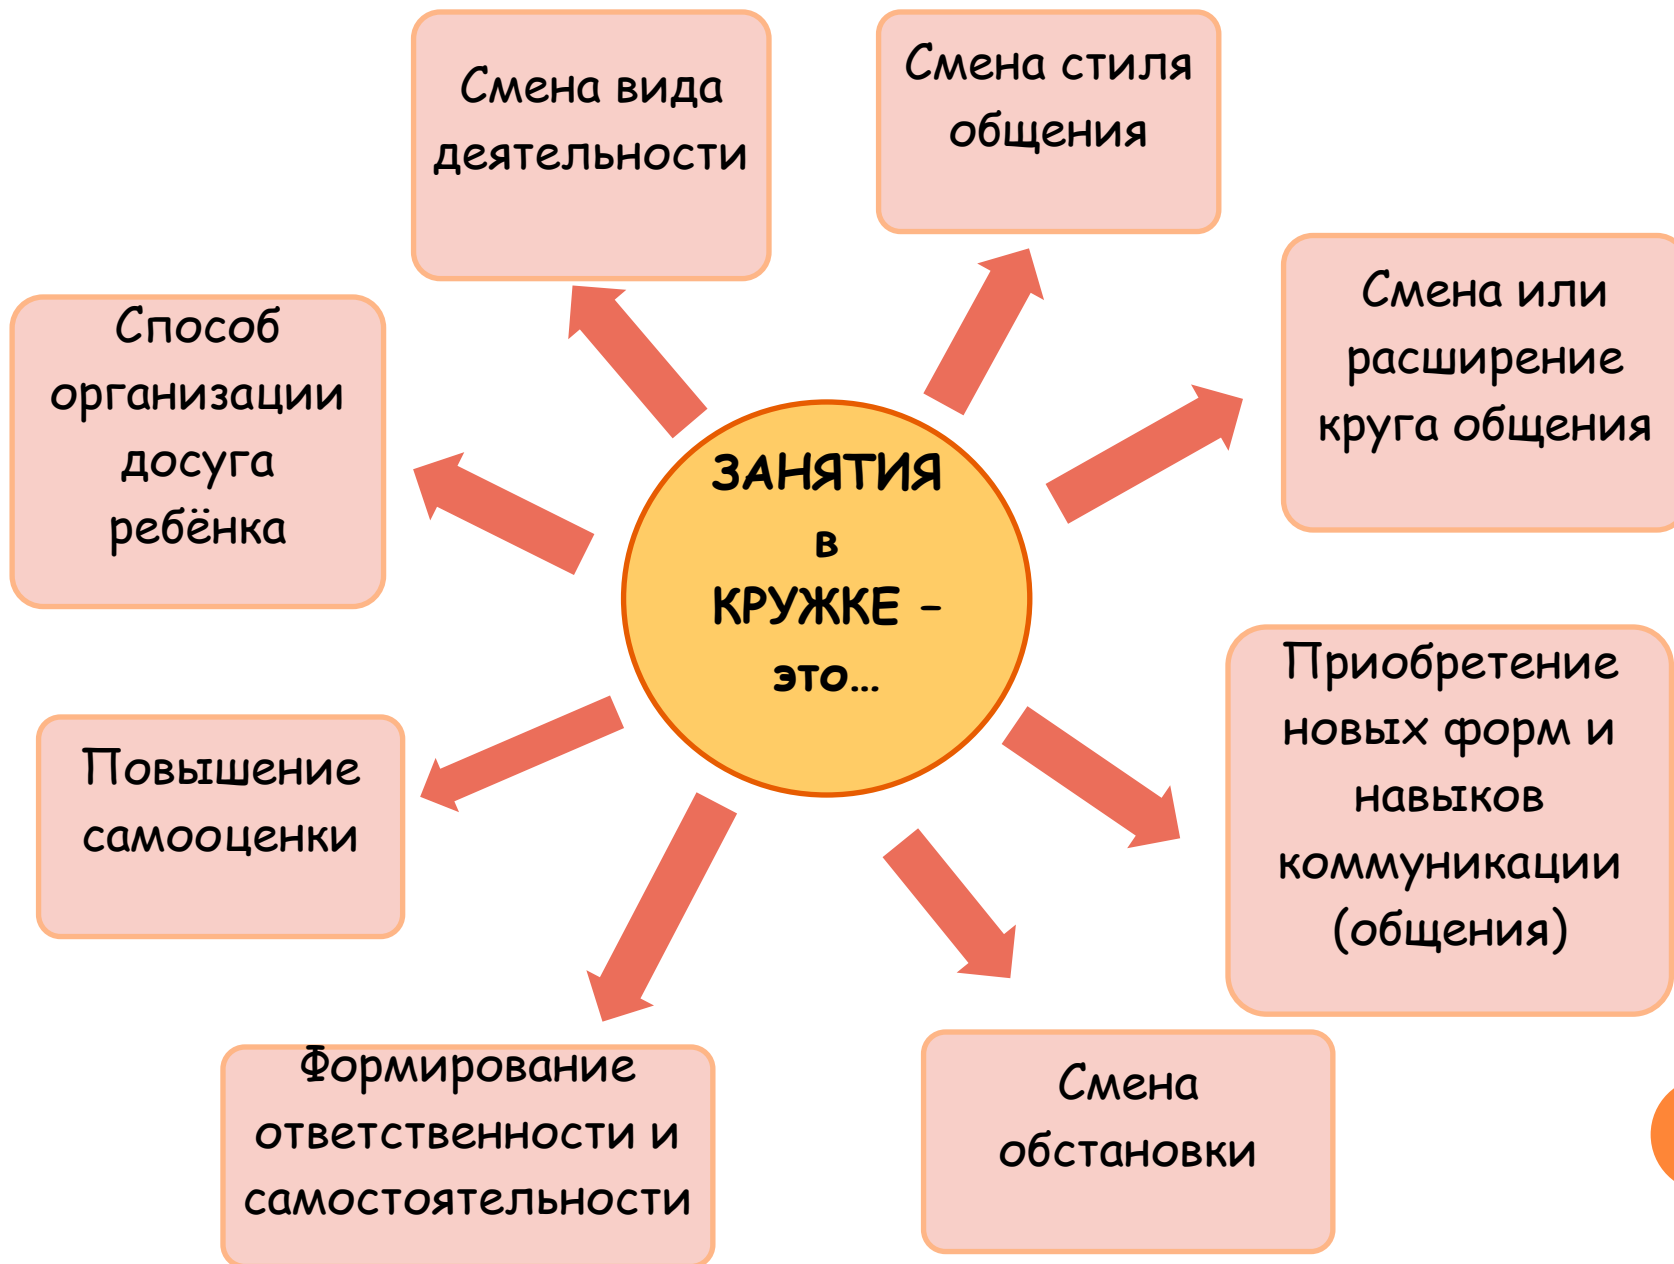 Смена вида
деятельности
Смена стиля
общения
Смена или
расширение
круга общения
Способ
организации
досуга
ребёнка
ЗАНЯТИЯ
в
КРУЖКЕ –
это…
Приобретение
новых форм и
навыков
коммуникации
(общения)
Повышение
самооценки
Формирование
ответственности и
самостоятельности
Смена
обстановки